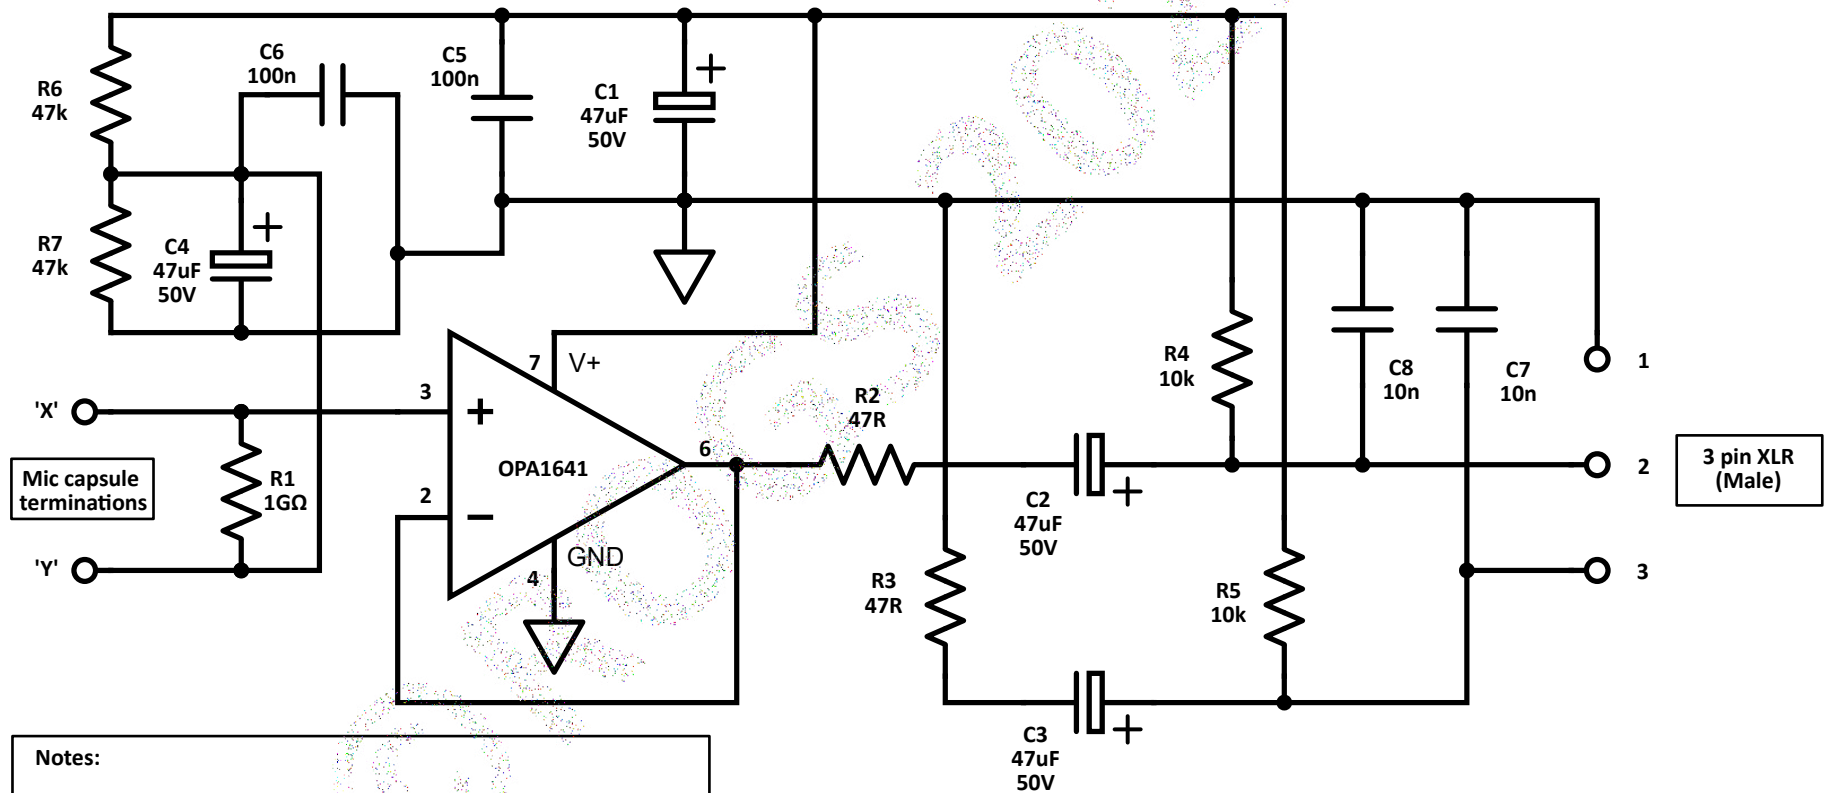 R6
47k
C6
100n
C5
100n
C1
47uF
50V
+
R7
47k
C4
47uF
50V
+
'X'
Mic capsule
terminations
'Y'
R1
1GΩ
3
2
7
V+
+
OPA1641
−
6
4
GND
R2
47R
R3
47R
C2
47uF
50V
+
C3
47uF
50V
+
R4
10k
R5
10k
C8
10n
C7
10n
1
2
3
3 pin XLR
(Male)
Notes: